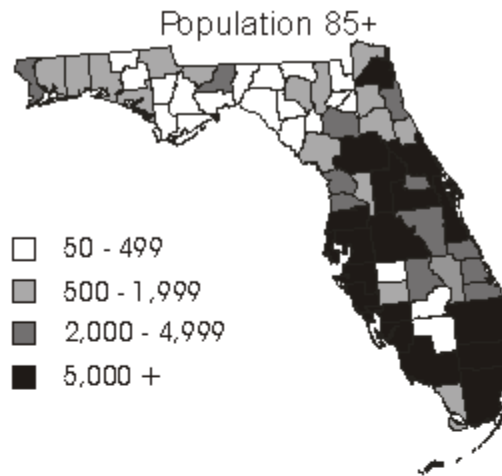 Population 85+
50 - 499
500 - 1,999
2,000 - 4,999
5,000 +